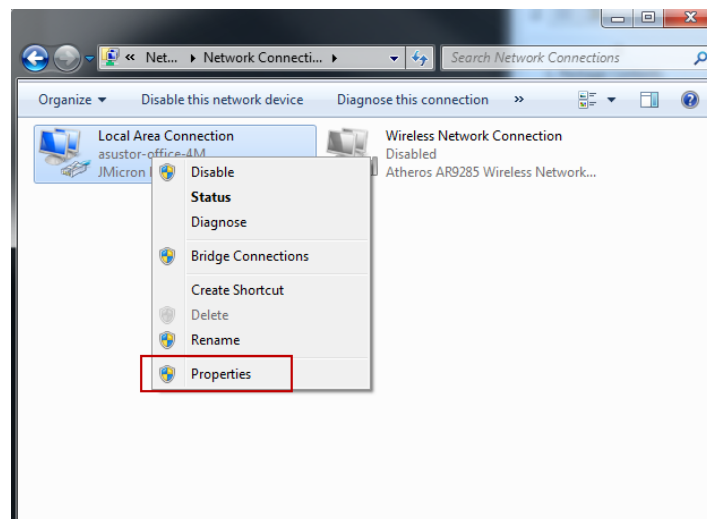 « Net... ▸ Network Connecti... ▸ Search Network Connections
Organize ▼ Disable this network device Diagnose this connection »
Local Area Connection
asustor-office-4M
JMicron
Wireless Network Connection
Disabled
Atheros AR9285 Wireless Network...
Disable
Status
Diagnose
Bridge Connections
Create Shortcut
Delete
Rename
Properties